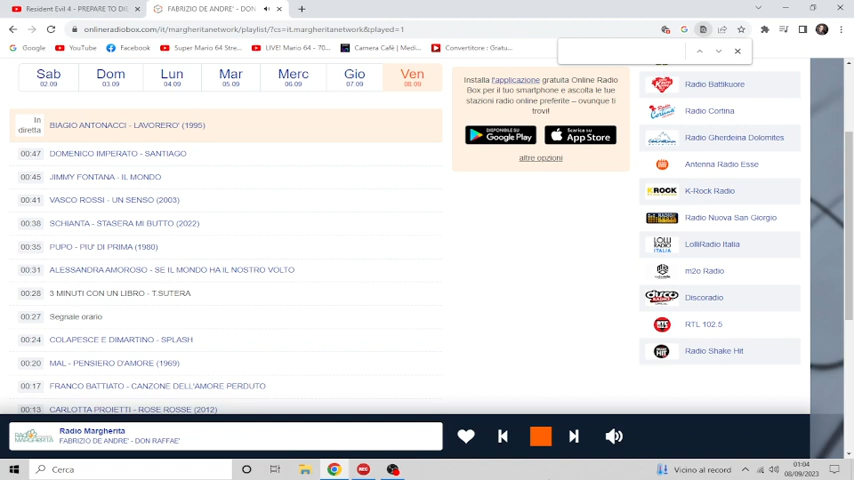 Resident Evil 4 - PREPARE TO DI
FABRIZIO DE ANDRE' - DON
onlineradiobox.com/it/margheritanetwork/playlist/?cs=it.margheritanetwork&played=1
Google
YouTube
Facebook
Super Mario 64 Stre...
LIVE! Mario 64 - 70...
Camera Café | Medi...
Convertitore : Gratui...
Sab
02.09
Dom
03.09
Lun
04.09
Mar
05.09
Merc
06.09
Gio
07.09
Ven
08.09
In diretta
BIAGIO ANTONACCI - LAVORERO' (1995)
00:47 DOMENICO IMPERATO - SANTIAGO
00:45 JIMMY FONTANA - IL MONDO
00:41 VASCO ROSSI - UN SENSO (2003)
00:38 SCHIANTA - STASERA MI BUTTO (2022)
00:35 PUPO - PIU' DI PRIMA (1980)
00:31 ALESSANDRA AMOROSO - SE IL MONDO HA IL NOSTRO VOLTO
00:28 3 MINUTI CON UN LIBRO - T.SUTERA
00:27 Segnale orario
00:24 COLAPESCE E DIMARTINO - SPLASH
00:20 MAL - PENSIERO D'AMORE (1969)
00:17 FRANCO BATTIATO - CANZONE DELL'AMORE PERDUTO
00:13 CARLOTTA PROIETTI - ROSE ROSSE (2012)
Installa l'applicazione gratuita Online Radio
Box per il tuo smartphone e ascolta le tue
stazioni radio online preferite – ovunque ti
trovi!
DISPONIBILE SU
Google Play
Scarica su
App Store
altre opzioni
Radio Battikuore
Radio Cortina
Radio Gherdeina Dolomites
Antenna Radio Esse
K-ROCK
K-Rock Radio
Radio Nuova San Giorgio
LOLLI RADIO ITALIA
LolliRadio Italia
m2o Radio
disco
Discoradio
RTL 102.5
Radio Shake Hit
MARGHERITA
Radio Margherita
FABRIZIO DE ANDRE' - DON RAFFAE'
Cerca
REC
Vicino al record
01:04
08/09/2023